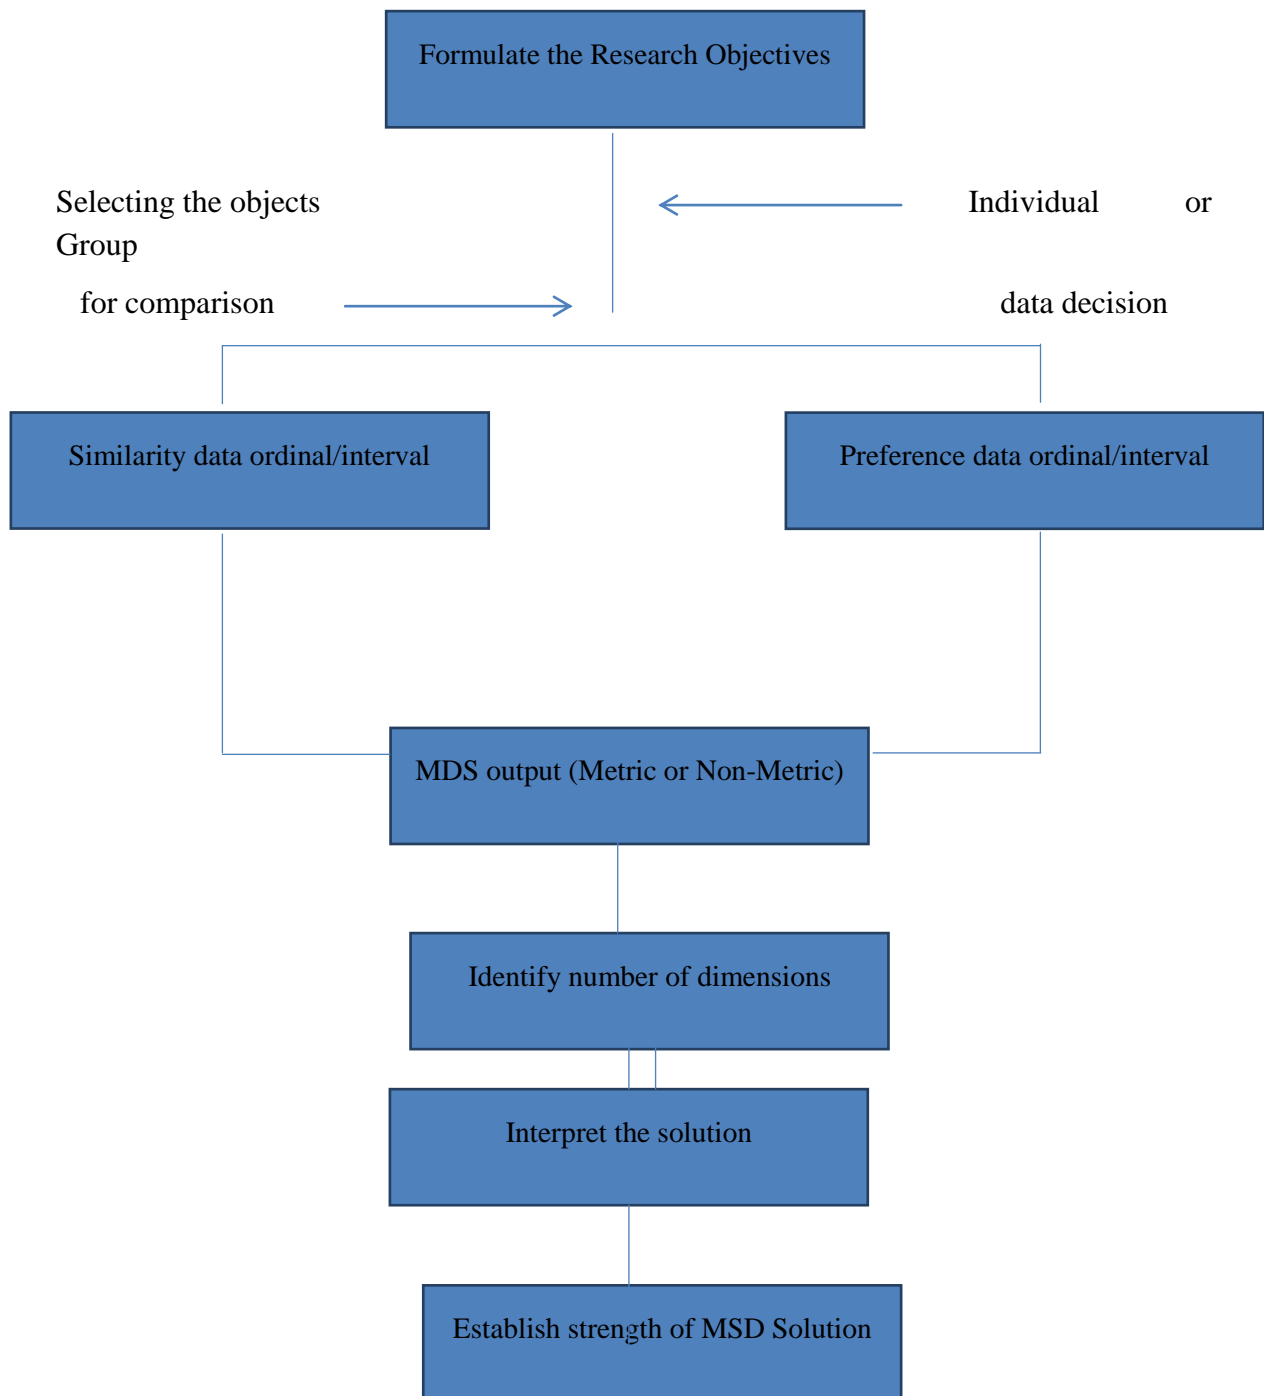 Formulate the Research Objectives
Selecting the objects Individual or
Group
for comparison data decision
Similarity data ordinal/interval
Preference data ordinal/interval
MDS output (Metric or Non-Metric)
Identify number of dimensions
Interpret the solution
Establish strength of MSD Solution